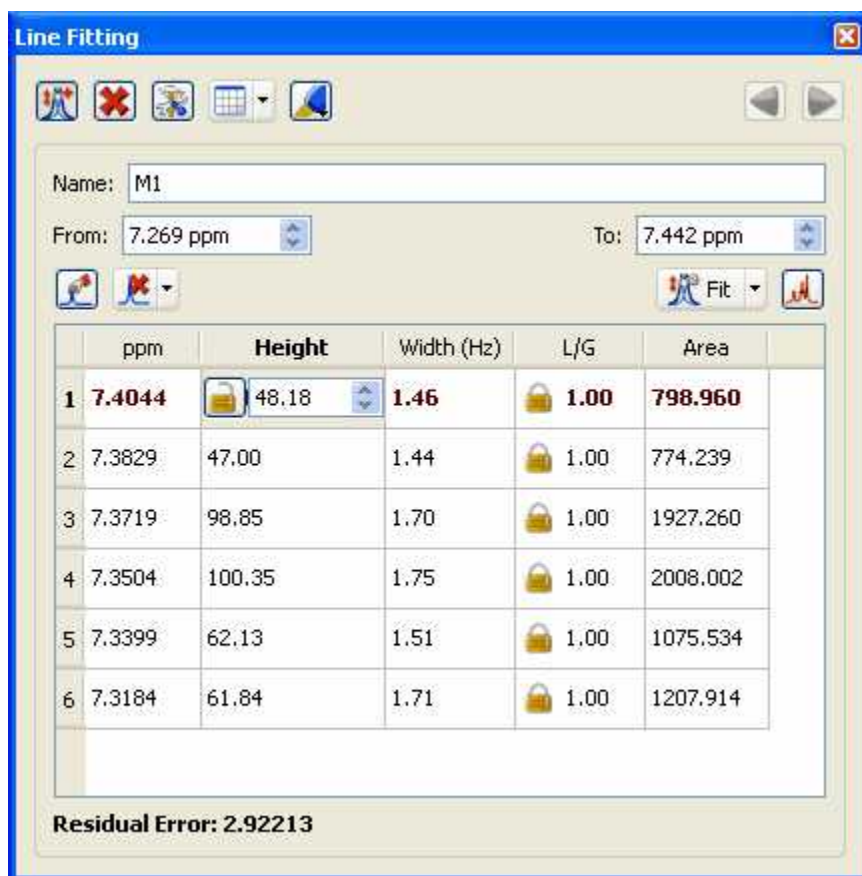 Line Fitting
Name: M1
From: 7.269 ppm To: 7.442 ppm
Fit
ppm Height Width (Hz) L/G Area
1 7.4044 48.18 1.46 1.00 798.960
2 7.3829 47.00 1.44 1.00 774.239
3 7.3719 98.85 1.70 1.00 1927.260
4 7.3504 100.35 1.75 1.00 2008.002
5 7.3399 62.13 1.51 1.00 1075.534
6 7.3184 61.84 1.71 1.00 1207.914
Residual Error: 2.92213